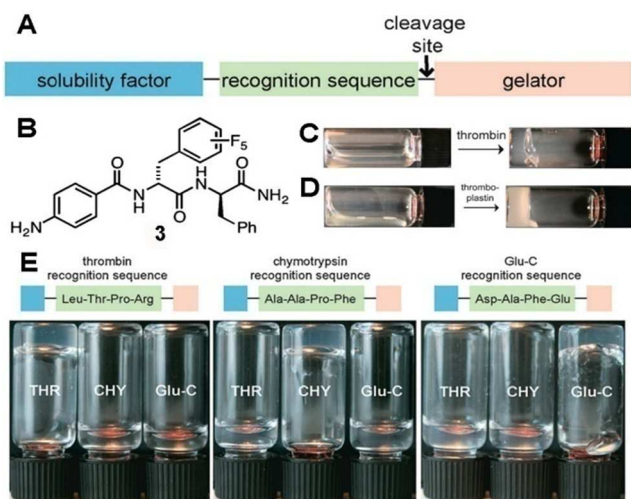 A
cleavage
site
solubility factor
recognition sequence
gelator
B
F5
O
O
N
H
H
N
O
NH2
H2N
Ph
3
C
thrombin
D
thrombo-
plastin
E
thrombin
recognition sequence
Leu-Thr-Pro-Arg
chymotrypsin
recognition sequence
Ala-Ala-Pro-Phe
Glu-C
recognition sequence
Asp-Ala-Phe-Glu
THR CHY Glu-C
THR CHY Glu-C
THR CHY Glu-C